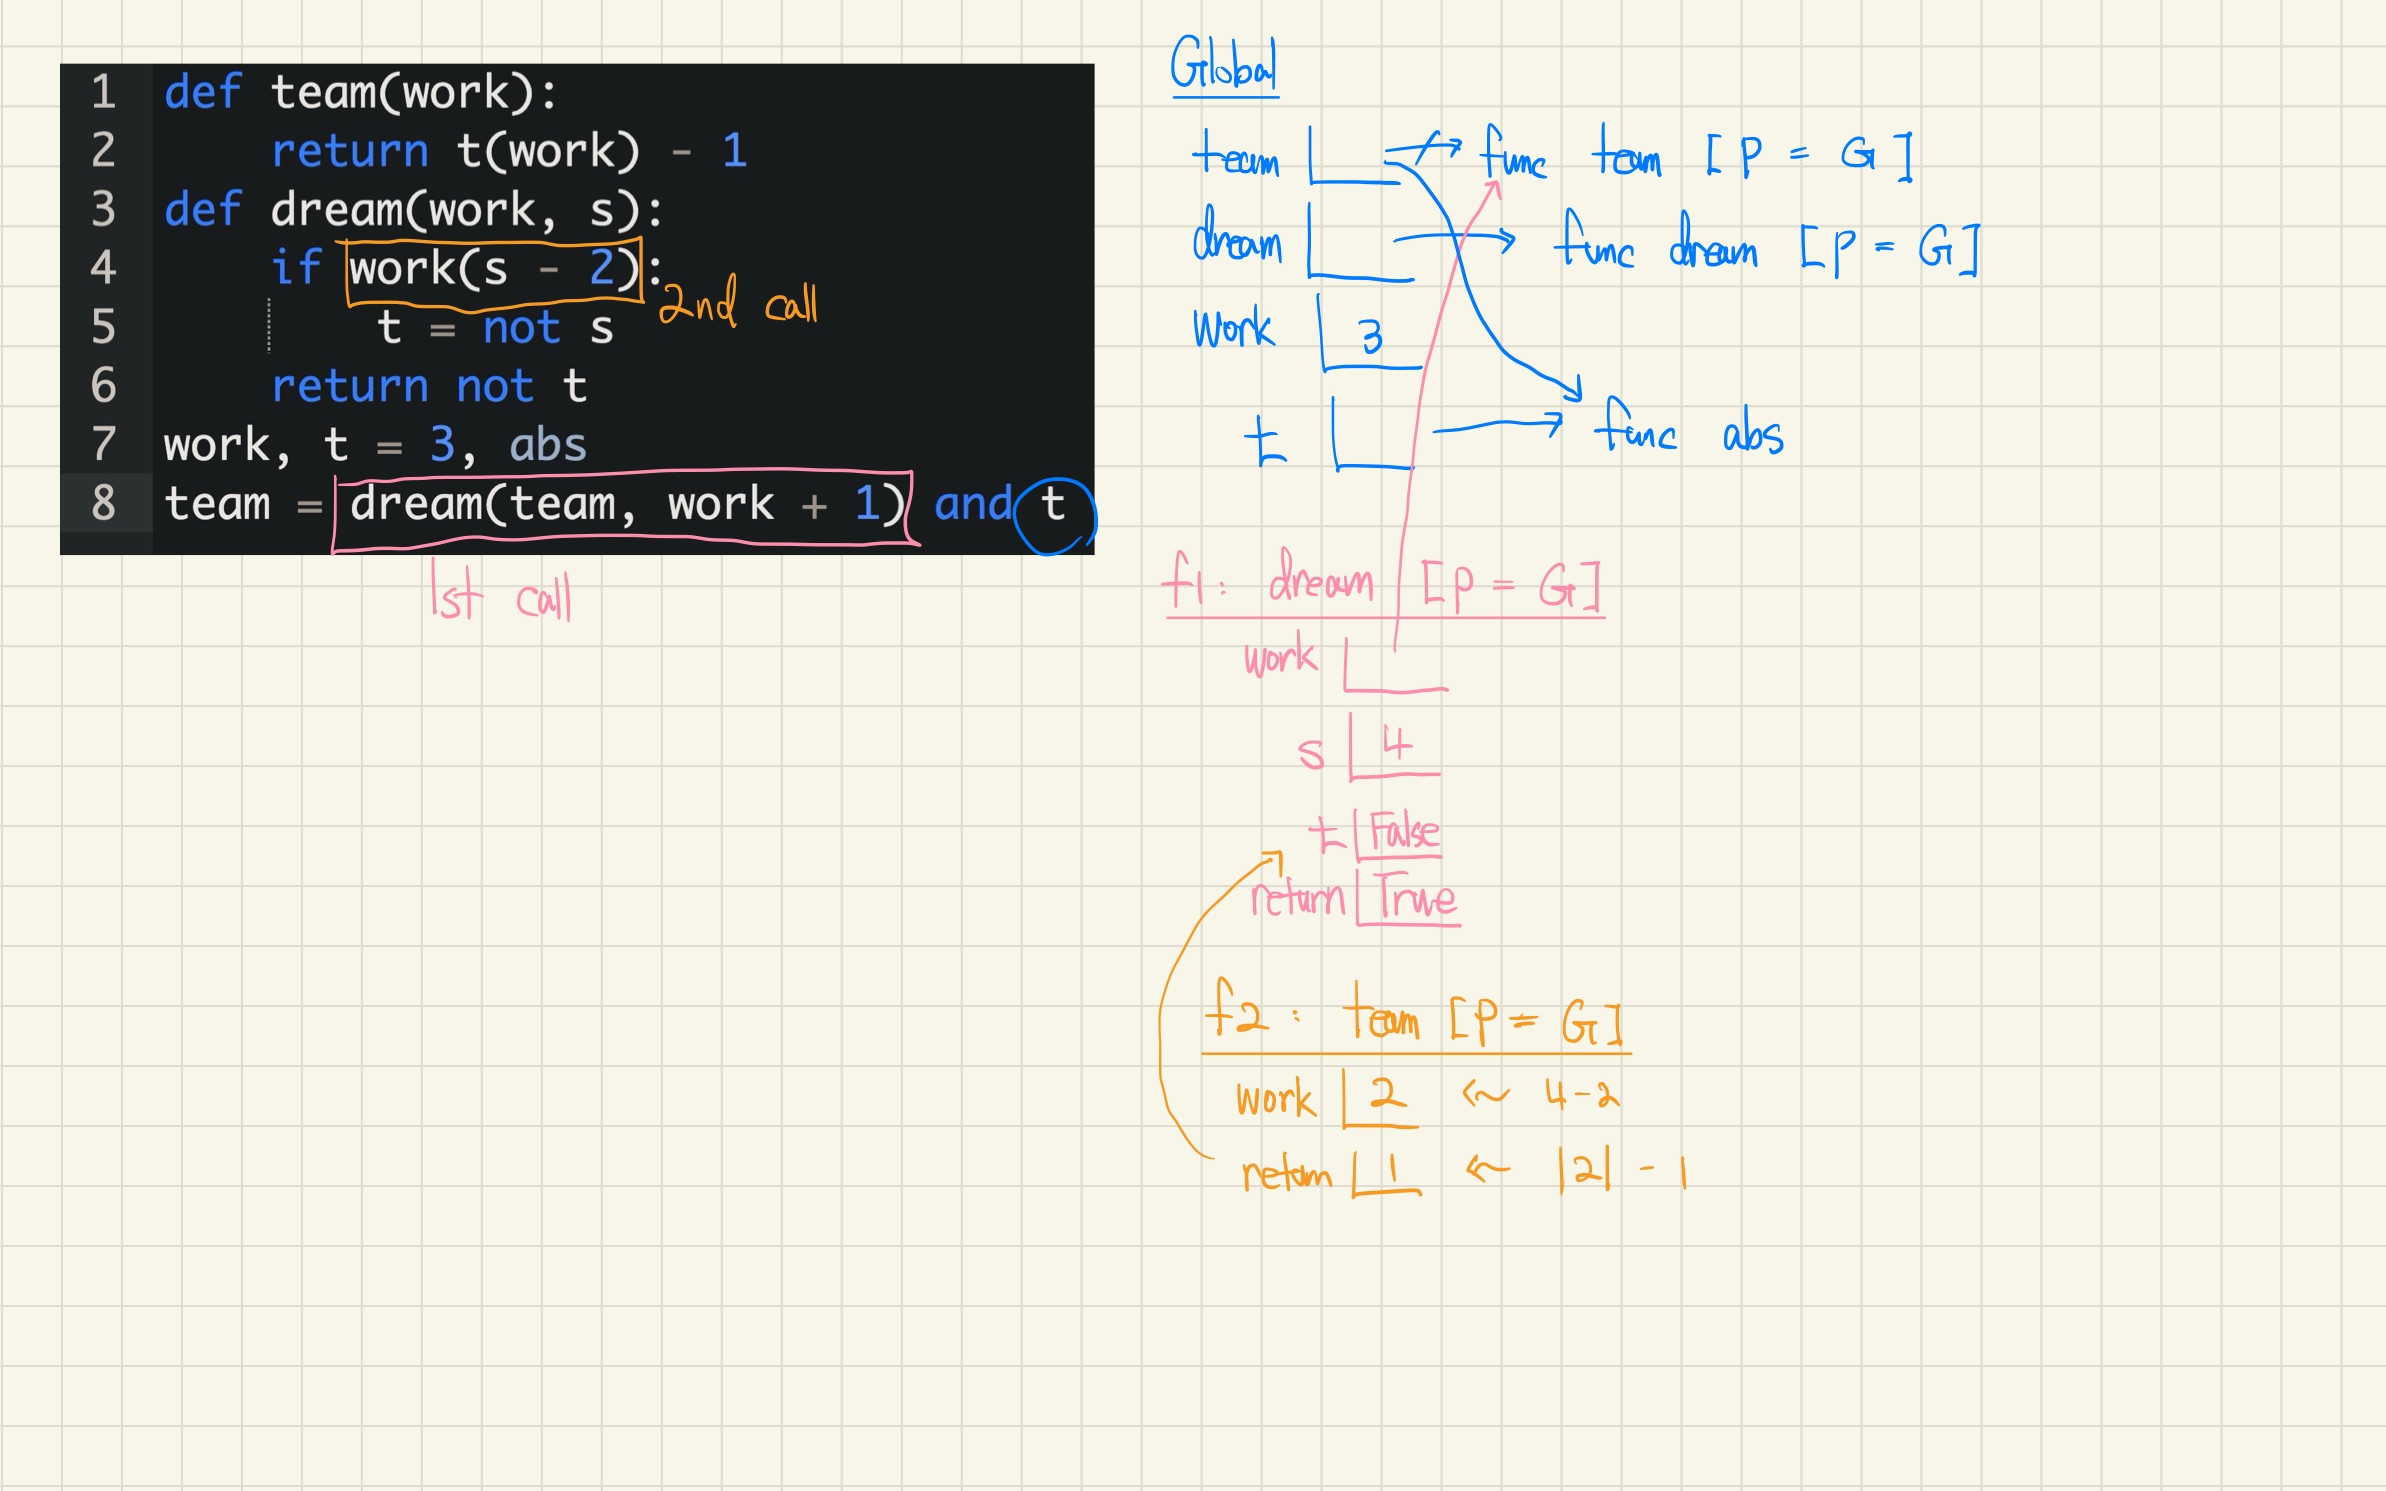 1 def team(work):
2 return t(work) - 1
3 def dream(work, s):
4 if work(s - 2):
2nd call
5 t = not s
6 return not t
7 work, t = 3, abs
8 team = dream(team, work + 1) and t
1st call
Global
team func team [P = G]
dream func dream [P = G]
work 3
t func abs
f1: dream [P = G]
work
s 4
t False
return True
f2: team [P = G]
work 2 4-2
return 1 |2| - 1